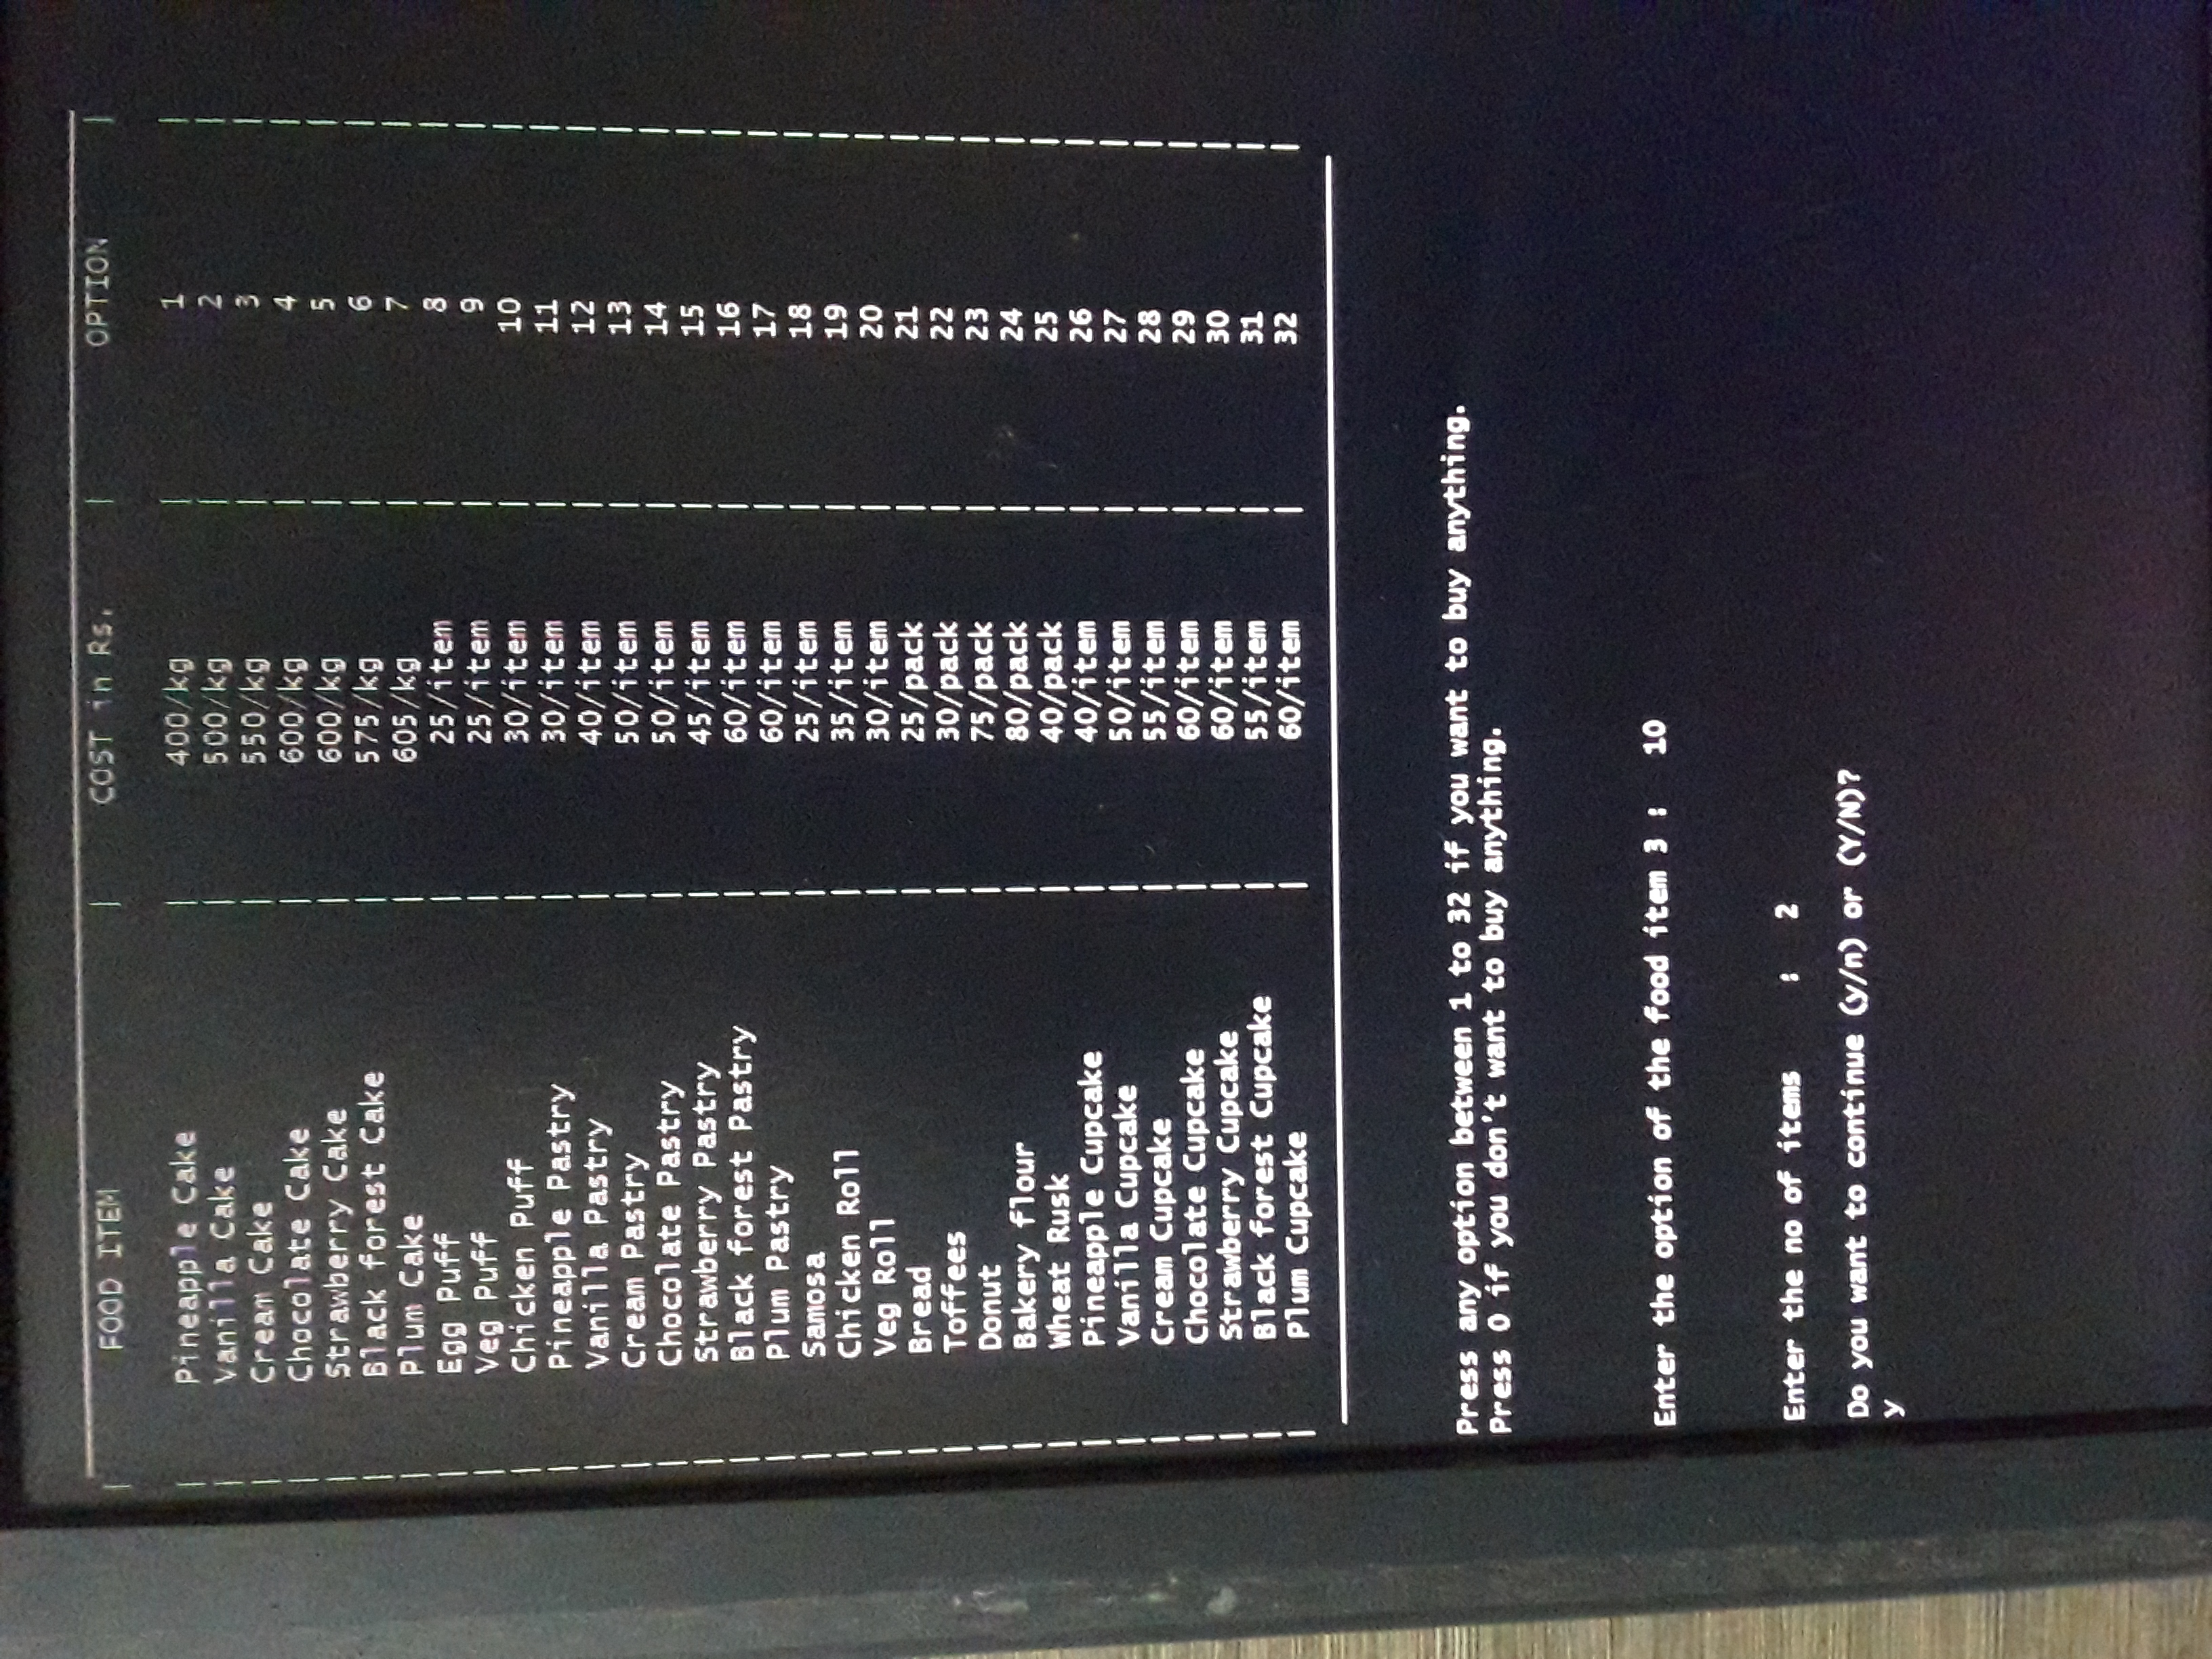 | FOOD ITEM | COST in Rs. | OPTION |
| Pineapple Cake | 400/kg | 1 |
| Vanilla Cake | 500/kg | 2 |
| Cream Cake | 550/kg | 3 |
| Chocolate Cake | 600/kg | 4 |
| Strawberry Cake | 600/kg | 5 |
| Black forest Cake | 575/kg | 6 |
| Plum Cake | 605/kg | 7 |
| Egg Puff | 25/item | 8 |
| Veg Puff | 25/item | 9 |
| Chicken Puff | 30/item | 10 |
| Pineapple Pastry | 30/item | 11 |
| Vanilla Pastry | 40/item | 12 |
| Cream Pastry | 50/item | 13 |
| Chocolate Pastry | 50/item | 14 |
| Strawberry Pastry | 45/item | 15 |
| Black forest Pastry | 60/item | 16 |
| Plum Pastry | 60/item | 17 |
| Samosa | 25/item | 18 |
| Chicken Roll | 35/item | 19 |
| Veg Roll | 30/item | 20 |
| Bread | 25/pack | 21 |
| Toffees | 30/pack | 22 |
| Donut | 75/pack | 23 |
| Bakery flour | 80/pack | 24 |
| Wheat Rusk | 40/pack | 25 |
| Pineapple Cupcake | 40/item | 26 |
| Vanilla Cupcake | 50/item | 27 |
| Cream Cupcake | 55/item | 28 |
| Chocolate Cupcake | 60/item | 29 |
| Strawberry Cupcake | 60/item | 30 |
| Black forest Cupcake | 55/item | 31 |
| Plum Cupcake | 60/item | 32 |
Press any option between 1 to 32 if you want to buy anything.
Press 0 if you don't want to buy anything.
Enter the option of the food item 3 : 10
Enter the no of items : 2
Do you want to continue (y/n) or (Y/N)?
y